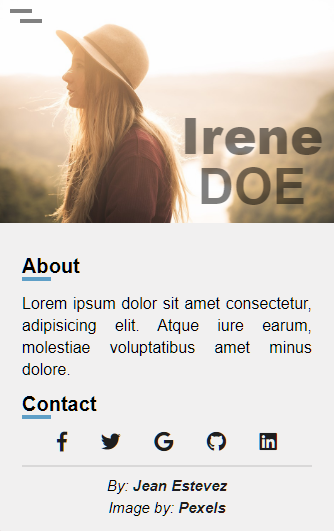 Irene
DOE
About
Lorem ipsum dolor sit amet consectetur,
adipisicing elit. Atque iure earum,
molestiae voluptatibus amet minus
dolore.
Contact
By: Jean Estevez
Image by: Pexels